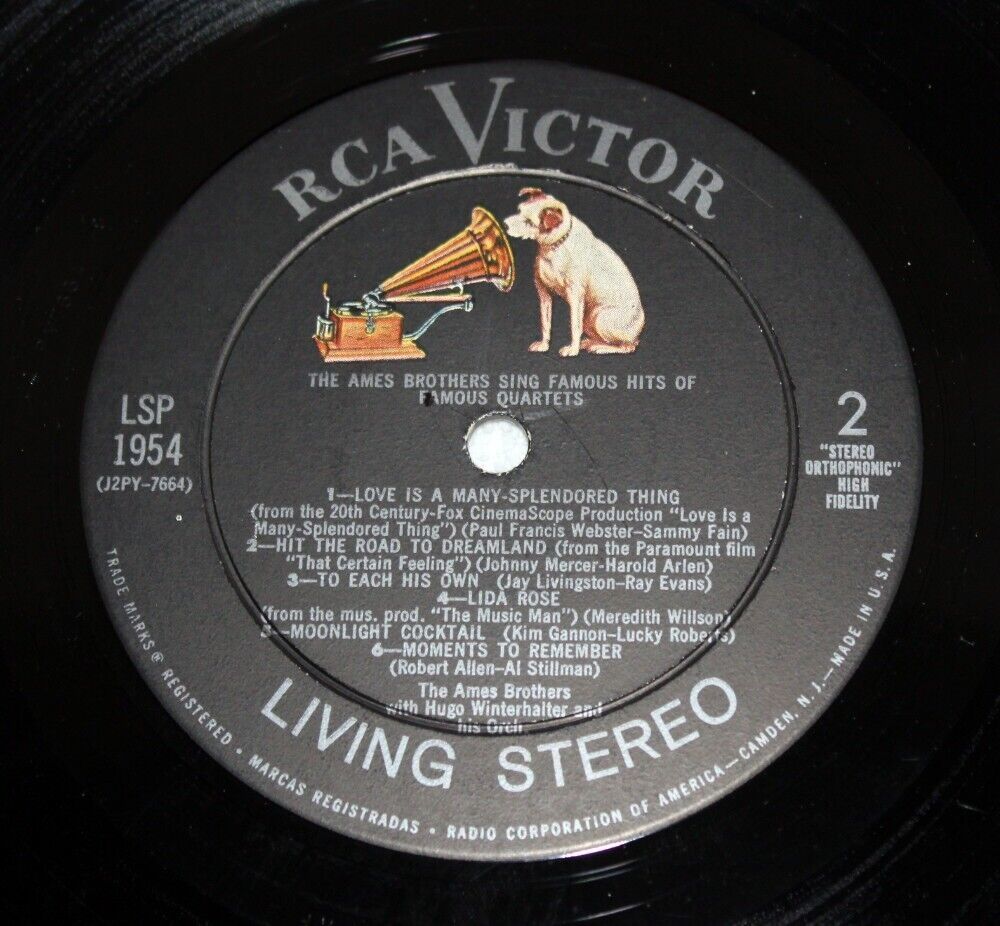 RCA VICTOR
THE AMES BROTHERS SING FAMOUS HITS OF
FAMOUS QUARTETS
LSP
1954
(J2PY-7664)
2
"STEREO
ORTHOPHONIC"
HIGH
FIDELITY
1—LOVE IS A MANY-SPLENDORED THING
(from the 20th Century-Fox CinemaScope Production "Love Is a
Many-Splendored Thing") (Paul Francis Webster-Sammy Fain)
2—HIT THE ROAD TO DREAMLAND (from the Paramount film
"That Certain Feeling") (Johnny Mercer-Harold Arlen)
3—TO EACH HIS OWN (Jay Livingston-Ray Evans)
4—LIDA ROSE
(from the mus. prod. "The Music Man") (Meredith Willson)
5—MOONLIGHT COCKTAIL (Kim Gannon-Lucky Roberts)
6—MOMENTS TO REMEMBER
(Robert Allen-Al Stillman)
The Ames Brothers
with Hugo Winterhalter and
his Orch
LIVING STEREO
TRADE MARKS ® REGISTERED • MARCAS REGISTRADAS • RADIO CORPORATION OF AMERICA—CAMDEN, N. J.—MADE IN U. S. A.